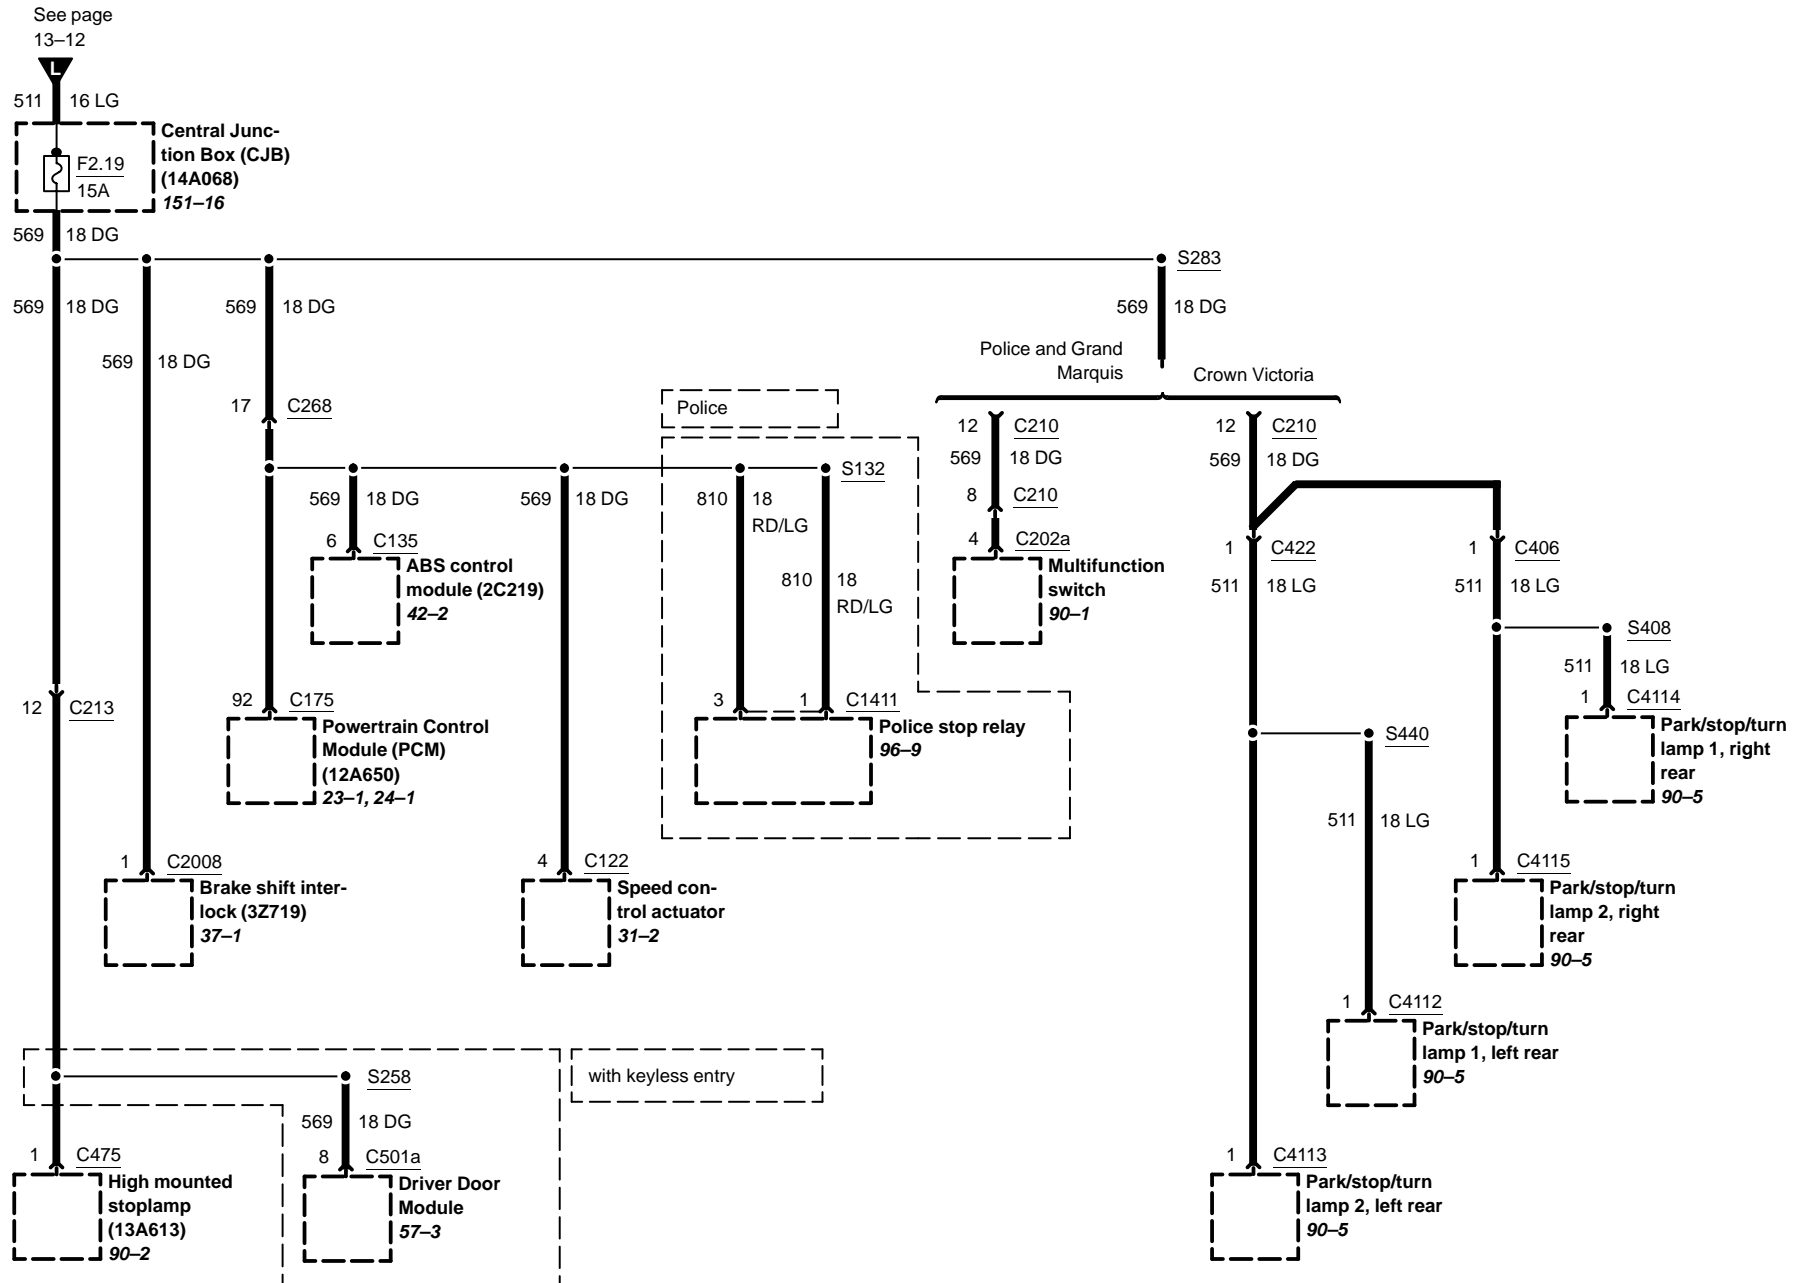 See page
13–12
L
511 16 LG
Central Junc-
tion Box (CJB)
(14A068)
151–16
F2.19
15A
569 18 DG
S283
569 18 DG
569 18 DG
569 18 DG
569 18 DG
Police and Grand
Marquis
Crown Victoria
17 C268
Police
12 C210
12 C210
569 18 DG
569 18 DG
S132
569 18 DG
569 18 DG
810 18
RD/LG
8 C210
6 C135
4 C202a
1 C422
1 C406
ABS control
module (2C219)
42–2
Multifunction
switch
90–1
810 18
RD/LG
511 18 LG
511 18 LG
S408
511 18 LG
1 C4114
12 C213
92 C175
3
1 C1411
Powertrain Control
Module (PCM)
(12A650)
23–1, 24–1
Police stop relay
96–9
S440
Park/stop/turn
lamp 1, right
rear
90–5
511 18 LG
1 C2008
4 C122
1 C4115
Brake shift inter-
lock (3Z719)
37–1
Speed con-
trol actuator
31–2
Park/stop/turn
lamp 2, right
rear
90–5
1 C4112
Park/stop/turn
lamp 1, left rear
90–5
S258
with keyless entry
569 18 DG
1 C475
8 C501a
1 C4113
High mounted
stoplamp
(13A613)
90–2
Driver Door
Module
57–3
Park/stop/turn
lamp 2, left rear
90–5